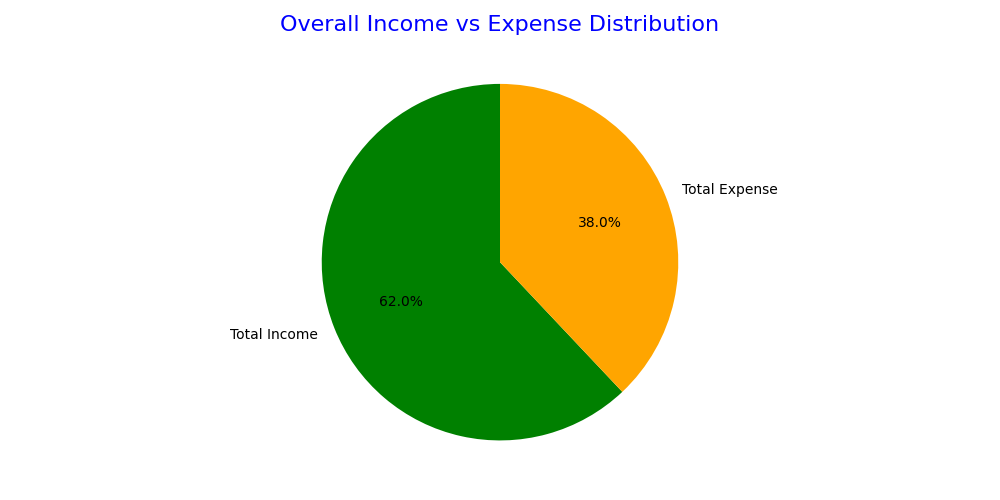 Overall Income vs Expense Distribution
Total Expense
38.0%
62.0%
Total Income